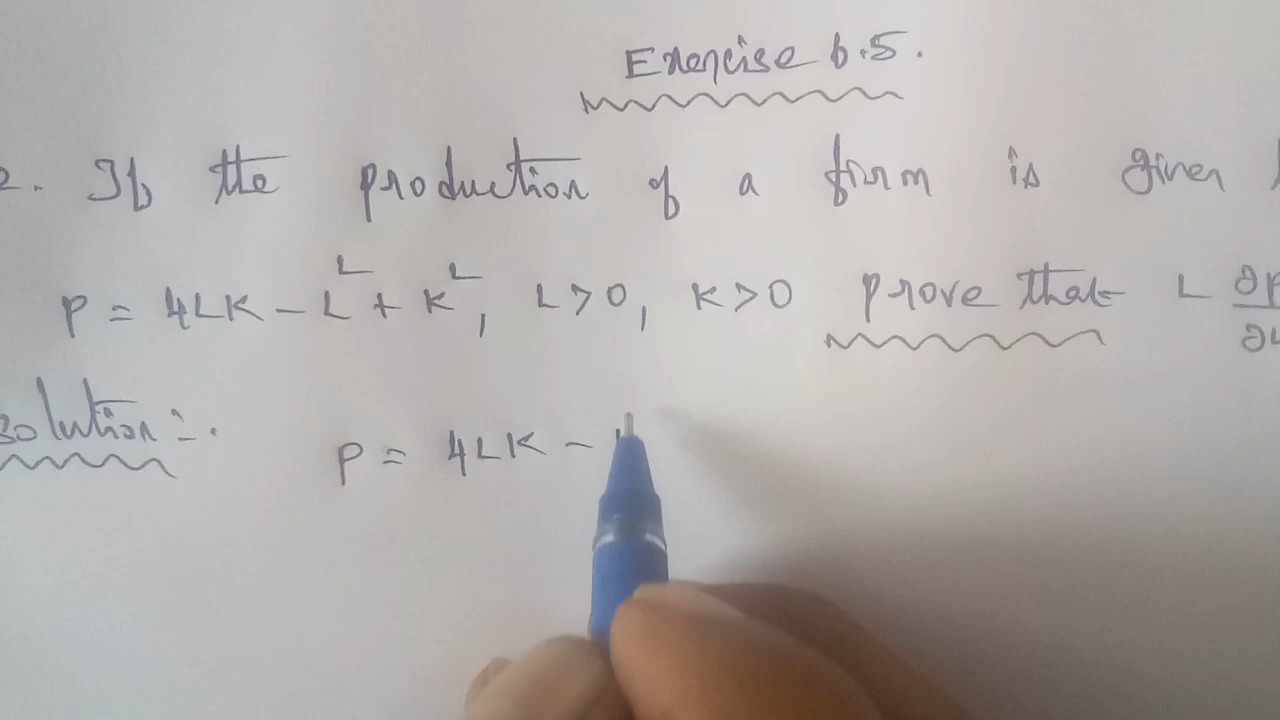 Exercise 6.5.
2. If the production of a firm is given
P = 4LK - L² + K², L > 0, K > 0 prove that L ∂P/∂L
Solution :-.
P = 4LK -